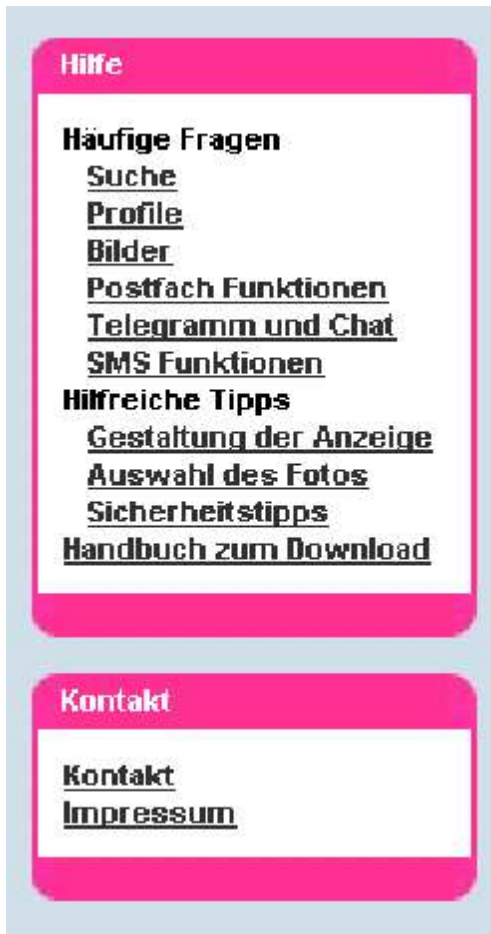 Hilfe
Häufige Fragen
Suche
Profile
Bilder
Postfach Funktionen
Telegramm und Chat
SMS Funktionen
Hilfreiche Tipps
Gestaltung der Anzeige
Auswahl des Fotos
Sicherheitstipps
Handbuch zum Download
Kontakt
Kontakt
Impressum